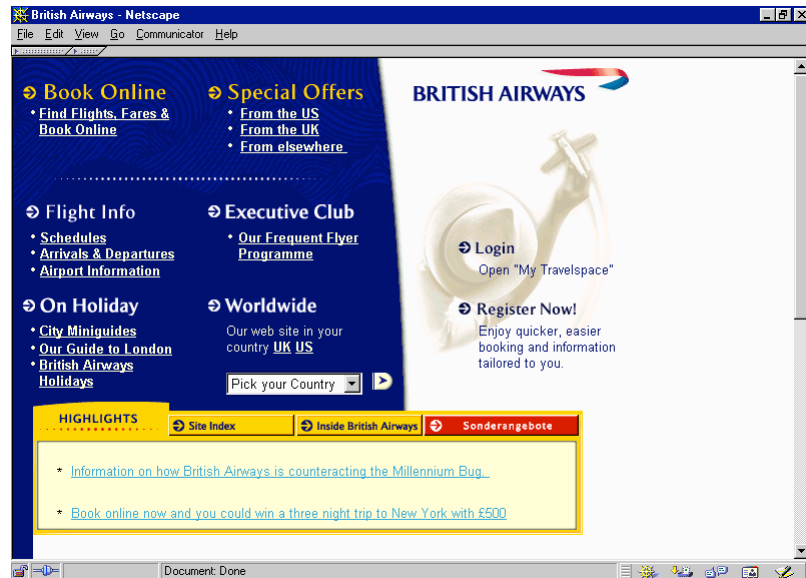 British Airways - Netscape
File Edit View Go Communicator Help
Book Online
• Find Flights, Fares &
Book Online
Special Offers
• From the US
• From the UK
• From elsewhere
BRITISH AIRWAYS
Flight Info
• Schedules
• Arrivals & Departures
• Airport Information
Executive Club
• Our Frequent Flyer
Programme
Login
Open "My Travelspace"
On Holiday
• City Miniguides
• Our Guide to London
• British Airways
Holidays
Worldwide
Our web site in your
country UK US
Pick your Country
Register Now!
Enjoy quicker, easier
booking and information
tailored to you.
HIGHLIGHTS
Site Index
Inside British Airways
Sonderangebote
* Information on how British Airways is counteracting the Millennium Bug.
* Book online now and you could win a three night trip to New York with £500
Document: Done